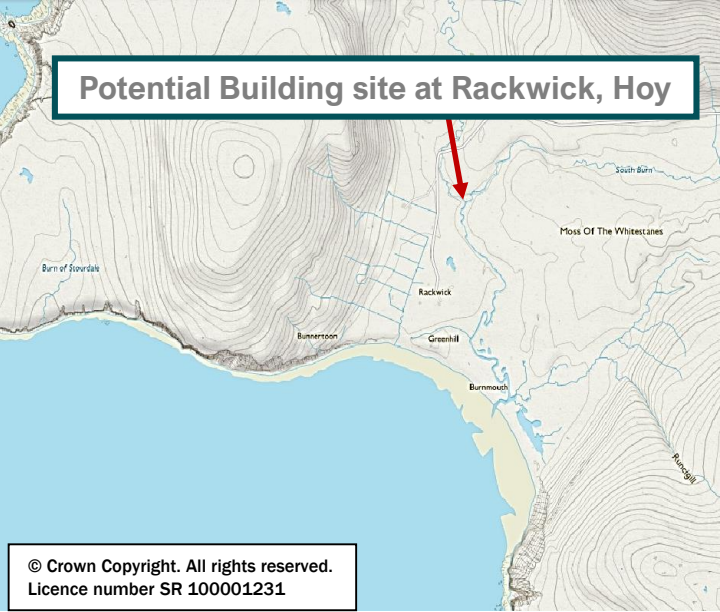 Potential Building site at Rackwick, Hoy
South Burn
Moss Of The Whitestanes
Burn of Stourdale
Rackwick
Bunnertoon
Greenhill
Burnmouth
Runctgill
© Crown Copyright. All rights reserved.
Licence number SR 100001231